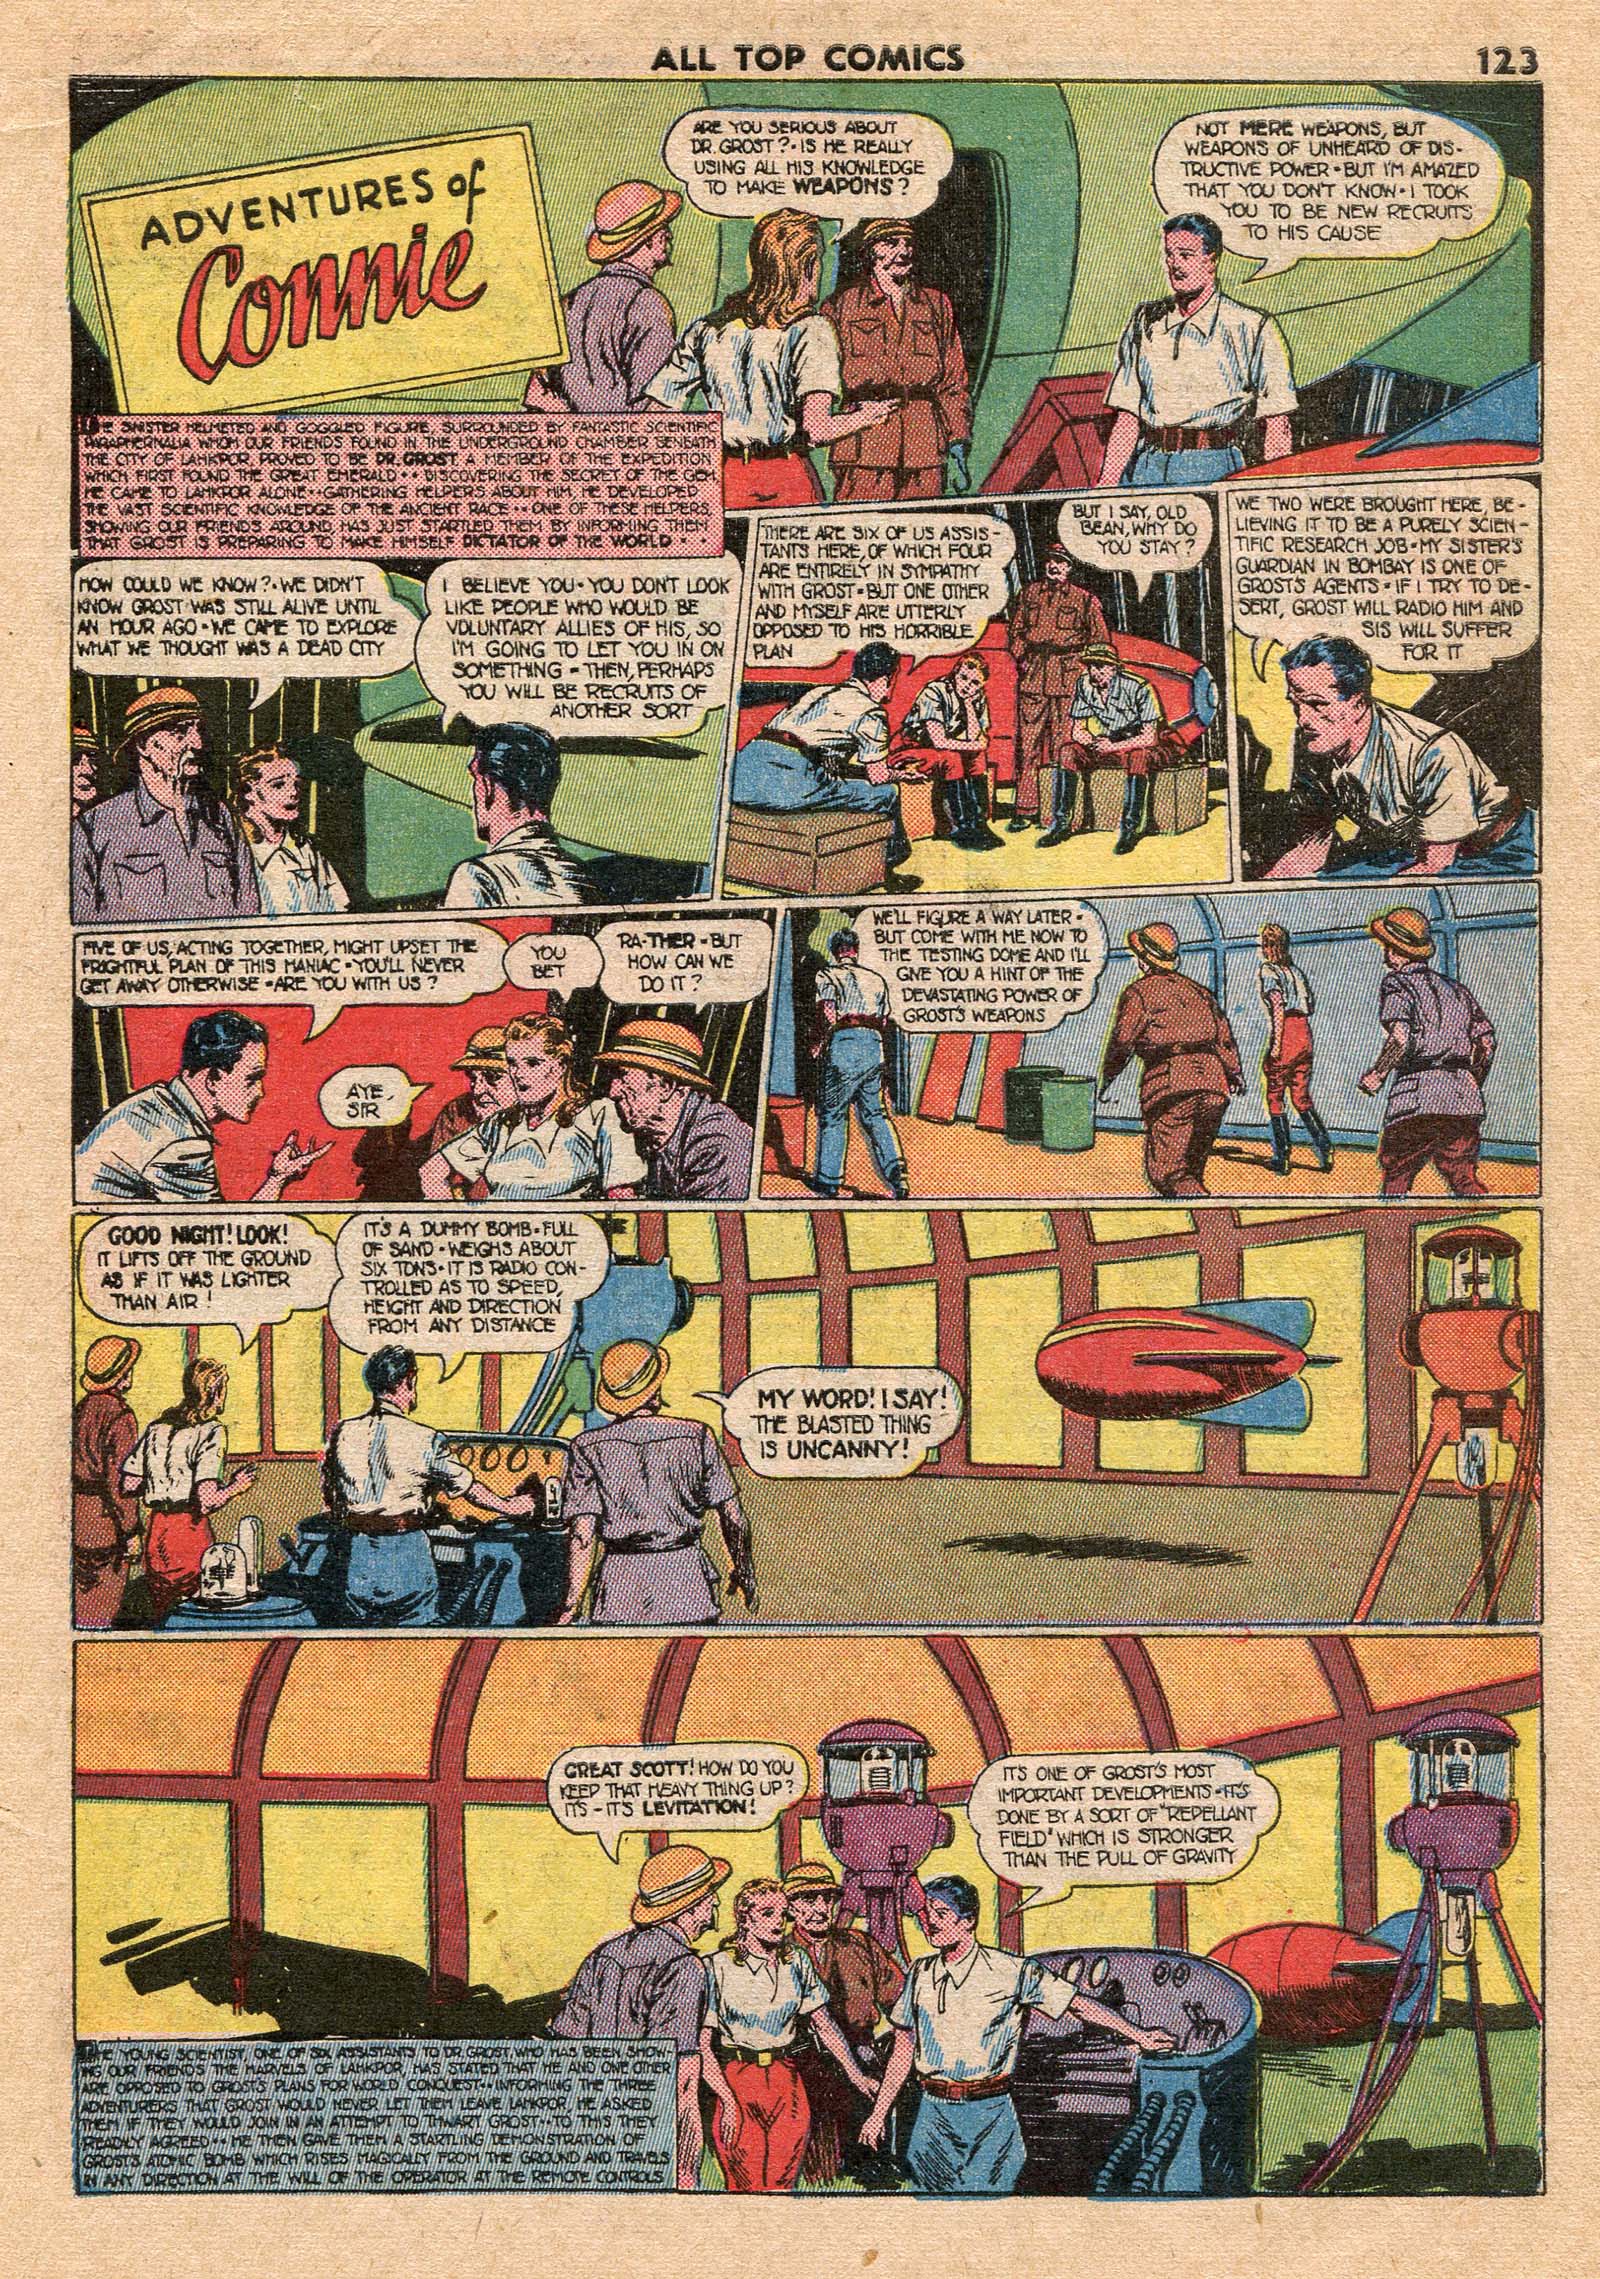 ALL TOP COMICS
123
ADVENTURES of
Connie
ARE YOU SERIOUS ABOUT
DR. GROST? - IS HE REALLY
USING ALL HIS KNOWLEDGE
TO MAKE WEAPONS?
NOT MERE WEAPONS, BUT
WEAPONS OF UNHEARD OF DIS-
TRUCTIVE POWER - BUT I'M AMAZED
THAT YOU DON'T KNOW - I TOOK
YOU TO BE NEW RECRUITS
TO HIS CAUSE
THE SINISTER HELMETED AND GOGGLED FIGURE, SURROUNDED BY FANTASTIC SCIENTIFIC
PARAPHERNALIA WHOM OUR FRIENDS FOUND IN THE UNDERGROUND CHAMBER BENEATH
THE CITY OF LAHKPOR, PROVED TO BE DR. GROST A MEMBER OF THE EXPEDITION
WHICH FIRST FOUND THE GREAT EMERALD - - DISCOVERING THE SECRET OF THE GEM,
HE CAME TO LAHKPOR ALONE - - GATHERING HELPERS ABOUT HIM, HE DEVELOPED
THE VAST SCIENTIFIC KNOWLEDGE OF THE ANCIENT RACE - - ONE OF THESE HELPERS,
SHOWING OUR FRIENDS AROUND HAS JUST STARTLED THEM BY INFORMING THEM
THAT GROST IS PREPARING TO MAKE HIMSELF DICTATOR OF THE WORLD - -
HOW COULD WE KNOW? - WE DIDN'T
KNOW GROST WAS STILL ALIVE UNTIL
AN HOUR AGO - WE CAME TO EXPLORE
WHAT WE THOUGHT WAS A DEAD CITY
I BELIEVE YOU - YOU DON'T LOOK
LIKE PEOPLE WHO WOULD BE
VOLUNTARY ALLIES OF HIS, SO
I'M GOING TO LET YOU IN ON
SOMETHING - THEN, PERHAPS
YOU WILL BE RECRUITS OF
ANOTHER SORT
THERE ARE SIX OF US ASSIS-
TANTS HERE, OF WHICH FOUR
ARE ENTIRELY IN SYMPATHY
WITH GROST - BUT ONE OTHER
AND MYSELF ARE UTTERLY
OPPOSED TO HIS HORRIBLE
PLAN
BUT I SAY, OLD
BEAN, WHY DO
YOU STAY?
WE TWO WERE BROUGHT HERE, BE-
LIEVING IT TO BE A PURELY SCIEN-
TIFIC RESEARCH JOB - MY SISTER'S
GUARDIAN IN BOMBAY IS ONE OF
GROST'S AGENTS - IF I TRY TO DE-
SERT, GROST WILL RADIO HIM AND
SIS WILL SUFFER
FOR IT
FIVE OF US, ACTING TOGETHER, MIGHT UPSET THE
FRIGHTFUL PLAN OF THIS MANIAC - YOU'LL NEVER
GET AWAY OTHERWISE - ARE YOU WITH US?
YOU
BET
RA-THER - BUT
HOW CAN WE
DO IT?
AYE,
SIR
WE'LL FIGURE A WAY LATER -
BUT COME WITH ME NOW TO
THE TESTING DOME AND I'LL
GIVE YOU A HINT OF THE
DEVASTATING POWER OF
GROST'S WEAPONS
GOOD NIGHT! LOOK!
IT LIFTS OFF THE GROUND
AS IF IT WAS LIGHTER
THAN AIR!
IT'S A DUMMY BOMB - FULL
OF SAND - WEIGHS ABOUT
SIX TONS - IT IS RADIO CON-
TROLLED AS TO SPEED,
HEIGHT AND DIRECTION
FROM ANY DISTANCE
MY WORD! I SAY!
THE BLASTED THING
IS UNCANNY!
GREAT SCOTT! HOW DO YOU
KEEP THAT HEAVY THING UP?
IT'S - IT'S LEVITATION!
IT'S ONE OF GROST'S MOST
IMPORTANT DEVELOPMENTS - IT'S
DONE BY A SORT OF "REPELLANT
FIELD" WHICH IS STRONGER
THAN THE PULL OF GRAVITY
THE YOUNG SCIENTIST, ONE OF SIX ASSISTANTS TO DR. GROST, WHO HAS BEEN SHOW-
ING OUR FRIENDS THE MARVELS OF LAHKPOR, HAS STATED THAT HE AND ONE OTHER
ARE OPPOSED TO GROST'S PLANS FOR WORLD CONQUEST - - INFORMING THE THREE
ADVENTURERS THAT GROST WOULD NEVER LET THEM LEAVE LAHKPOR, HE ASKED
THEM IF THEY WOULD JOIN IN AN ATTEMPT TO THWART GROST - - TO THIS THEY
READILY AGREED - - HE THEN GAVE THEM A STARTLING DEMONSTRATION OF
GROST'S ATOMIC BOMB WHICH RISES MAGICALLY FROM THE GROUND AND TRAVELS
IN ANY DIRECTION AT THE WILL OF THE OPERATOR AT THE REMOTE CONTROLS